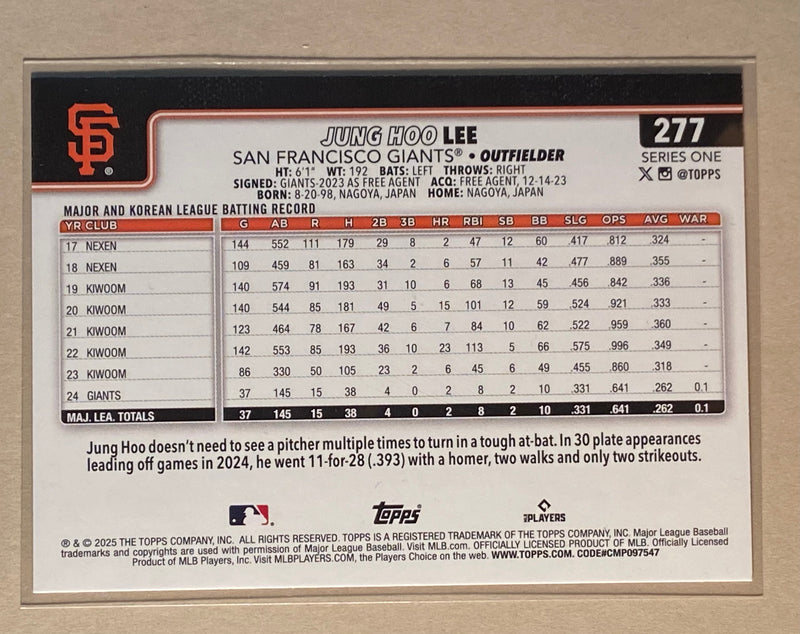 SF®
277
JUNG HOO LEE
SAN FRANCISCO GIANTS® • OUTFIELDER
SERIES ONE
HT: 6'1" WT: 192 BATS: LEFT THROWS: RIGHT
X @TOPPS
SIGNED: GIANTS-2023 AS FREE AGENT ACQ: FREE AGENT, 12-14-23
BORN: 8-20-98, NAGOYA, JAPAN HOME: NAGOYA, JAPAN
MAJOR AND KOREAN LEAGUE BATTING RECORD
YR CLUB G AB R H 2B 3B HR RBI SB BB SLG OPS AVG WAR
17 NEXEN 144 552 111 179 29 8 2 47 12 60 .417 .812 .324 -
18 NEXEN 109 459 81 163 34 2 6 57 11 42 .477 .889 .355 -
19 KIWOOM 140 574 91 193 31 10 6 68 13 45 .456 .842 .336 -
20 KIWOOM 140 544 85 181 49 5 15 101 12 59 .524 .921 .333 -
21 KIWOOM 123 464 78 167 42 6 7 84 10 62 .522 .959 .360 -
22 KIWOOM 142 553 85 193 36 10 23 113 5 66 .575 .996 .349 -
23 KIWOOM 86 330 50 105 23 2 6 45 6 49 .455 .860 .318 -
24 GIANTS 37 145 15 38 4 0 2 8 2 10 .331 .641 .262 0.1
MAJ. LEA. TOTALS 37 145 15 38 4 0 2 8 2 10 .331 .641 .262 0.1
Jung Hoo doesn't need to see a pitcher multiple times to turn in a tough at-bat. In 30 plate appearances
leading off games in 2024, he went 11-for-28 (.393) with a homer, two walks and only two strikeouts.
Topps®
MLBPLAYERS
® & © 2025 THE TOPPS COMPANY, INC. ALL RIGHTS RESERVED. TOPPS IS A REGISTERED TRADEMARK OF THE TOPPS COMPANY, INC. Major League Baseball
trademarks and copyrights are used with permission of Major League Baseball. Visit MLB.com. OFFICIALLY LICENSED PRODUCT OF MLB. Officially Licensed
Product of MLB Players, Inc. Visit MLBPLAYERS.com, the Players Choice on the web. WWW.TOPPS.COM. CODE#CMP097547